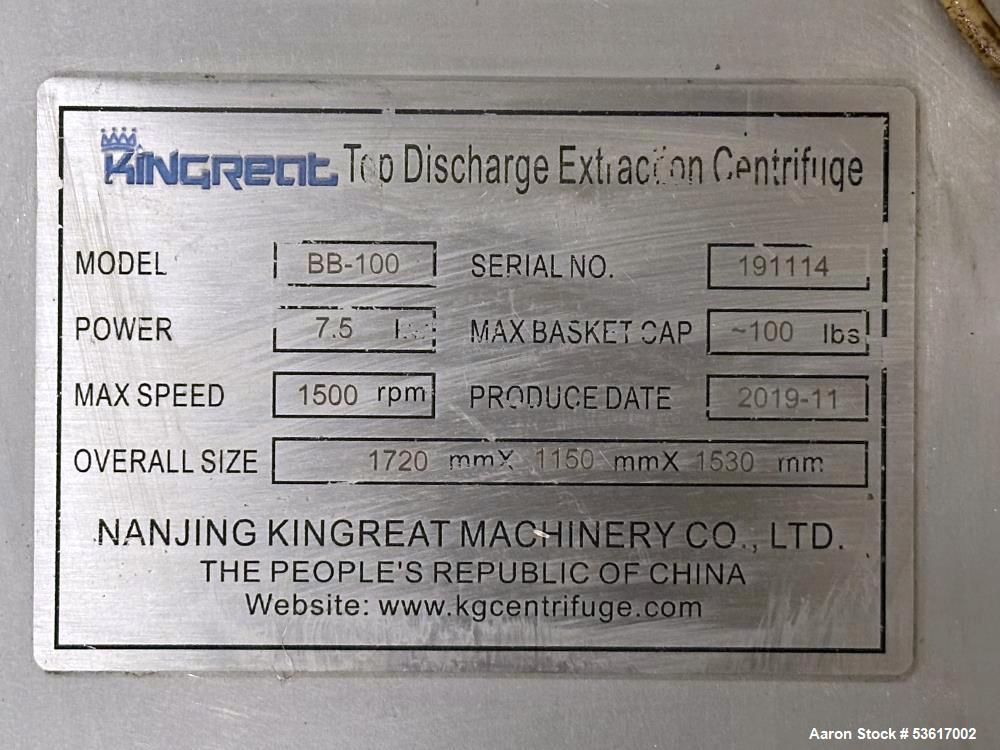 KINGREAT Top Discharge Extraction Centrifuge
MODEL BB-100 SERIAL NO. 191114
POWER 7.5 MAX BASKET CAP ~100 lbs
MAX SPEED 1500 rpm PRODUCE DATE 2019-11
OVERALL SIZE 1720 mmX 1150 mmX 1530 mm
NANJING KINGREAT MACHINERY CO., LTD.
THE PEOPLE'S REPUBLIC OF CHINA
Website: www.kgcentrifuge.com
Aaron Stock # 53617002